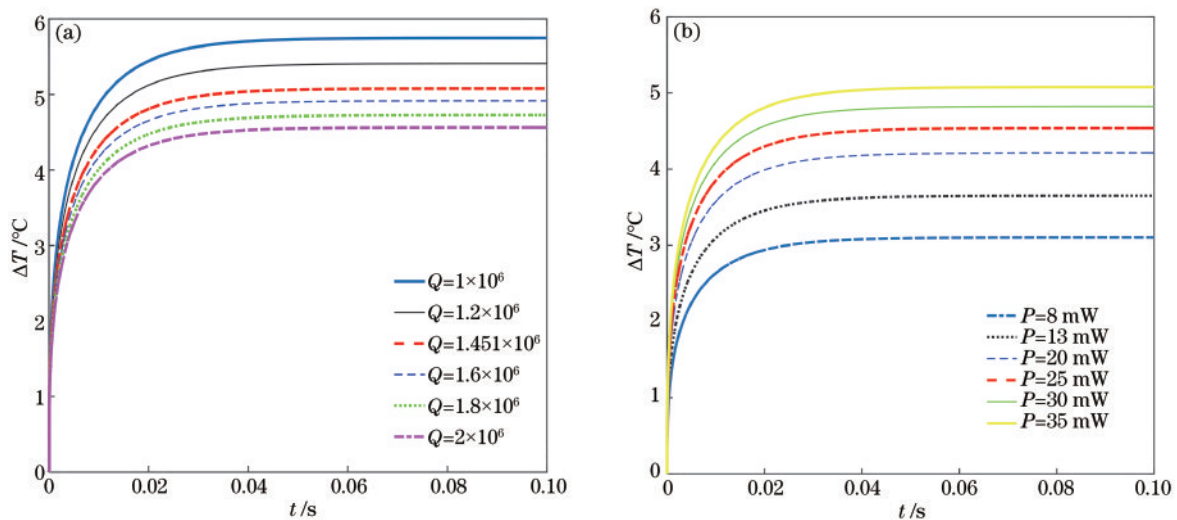 (a)
6
5
4
3
2
1
0
ΔT /°C
Q=1×10⁶
Q=1.2×10⁶
Q=1.451×10⁶
Q=1.6×10⁶
Q=1.8×10⁶
Q=2×10⁶
0 0.02 0.04 0.06 0.08 0.10
t /s
(b)
6
5
4
3
2
1
0
ΔT /°C
P=8 mW
P=13 mW
P=20 mW
P=25 mW
P=30 mW
P=35 mW
0 0.02 0.04 0.06 0.08 0.10
t /s